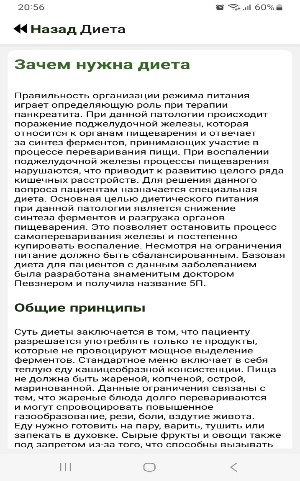 20:56
60%
Назад Диета
Зачем нужна диета
Правильность организации режима питания
играет определяющую роль при терапии
панкреатита. При данной патологии происходит
поражение поджелудочной железы, которая
относится к органам пищеварения и отвечает
за синтез ферментов, принимающих участие в
процессе переваривания пищи. При воспалении
поджелудочной железы процессы пищеварения
нарушаются, что приводит к развитию целого ряда
кишечных расстройств. Для решения данного
вопроса пациентам назначается специальная
диета. Основная целью диетического питания
при данной патологии является снижение
синтеза ферментов и разгрузка органов
пищеварения. Это позволяет остановить процесс
самопереваривания железы и постепенно
купировать воспаление. Несмотря на ограничения
питание должно быть сбалансированным. Базовая
диета для пациентов с данным заболеванием
была разработана знаменитым доктором
Певзнером и получила название 5П.
Общие принципы
Суть диеты заключается в том, что пациенту
разрешается употреблять только те продукты,
которые не провоцируют мощное выделение
ферментов. Стандартное меню включает в себя
теплую еду кашицеобразной консистенции. Пища
не должна быть жареной, копченой, острой,
маринованной. Данные ограничения связаны с
тем, что жареные блюда долго перевариваются
и могут спровоцировать повышенное
газообразование, рези, боли, вздутие живота.
Еду нужно готовить на пару, варить, тушить или
запекать в духовке. Сырые фрукты и овощи также
под запретом из-за того, что способны вызывать